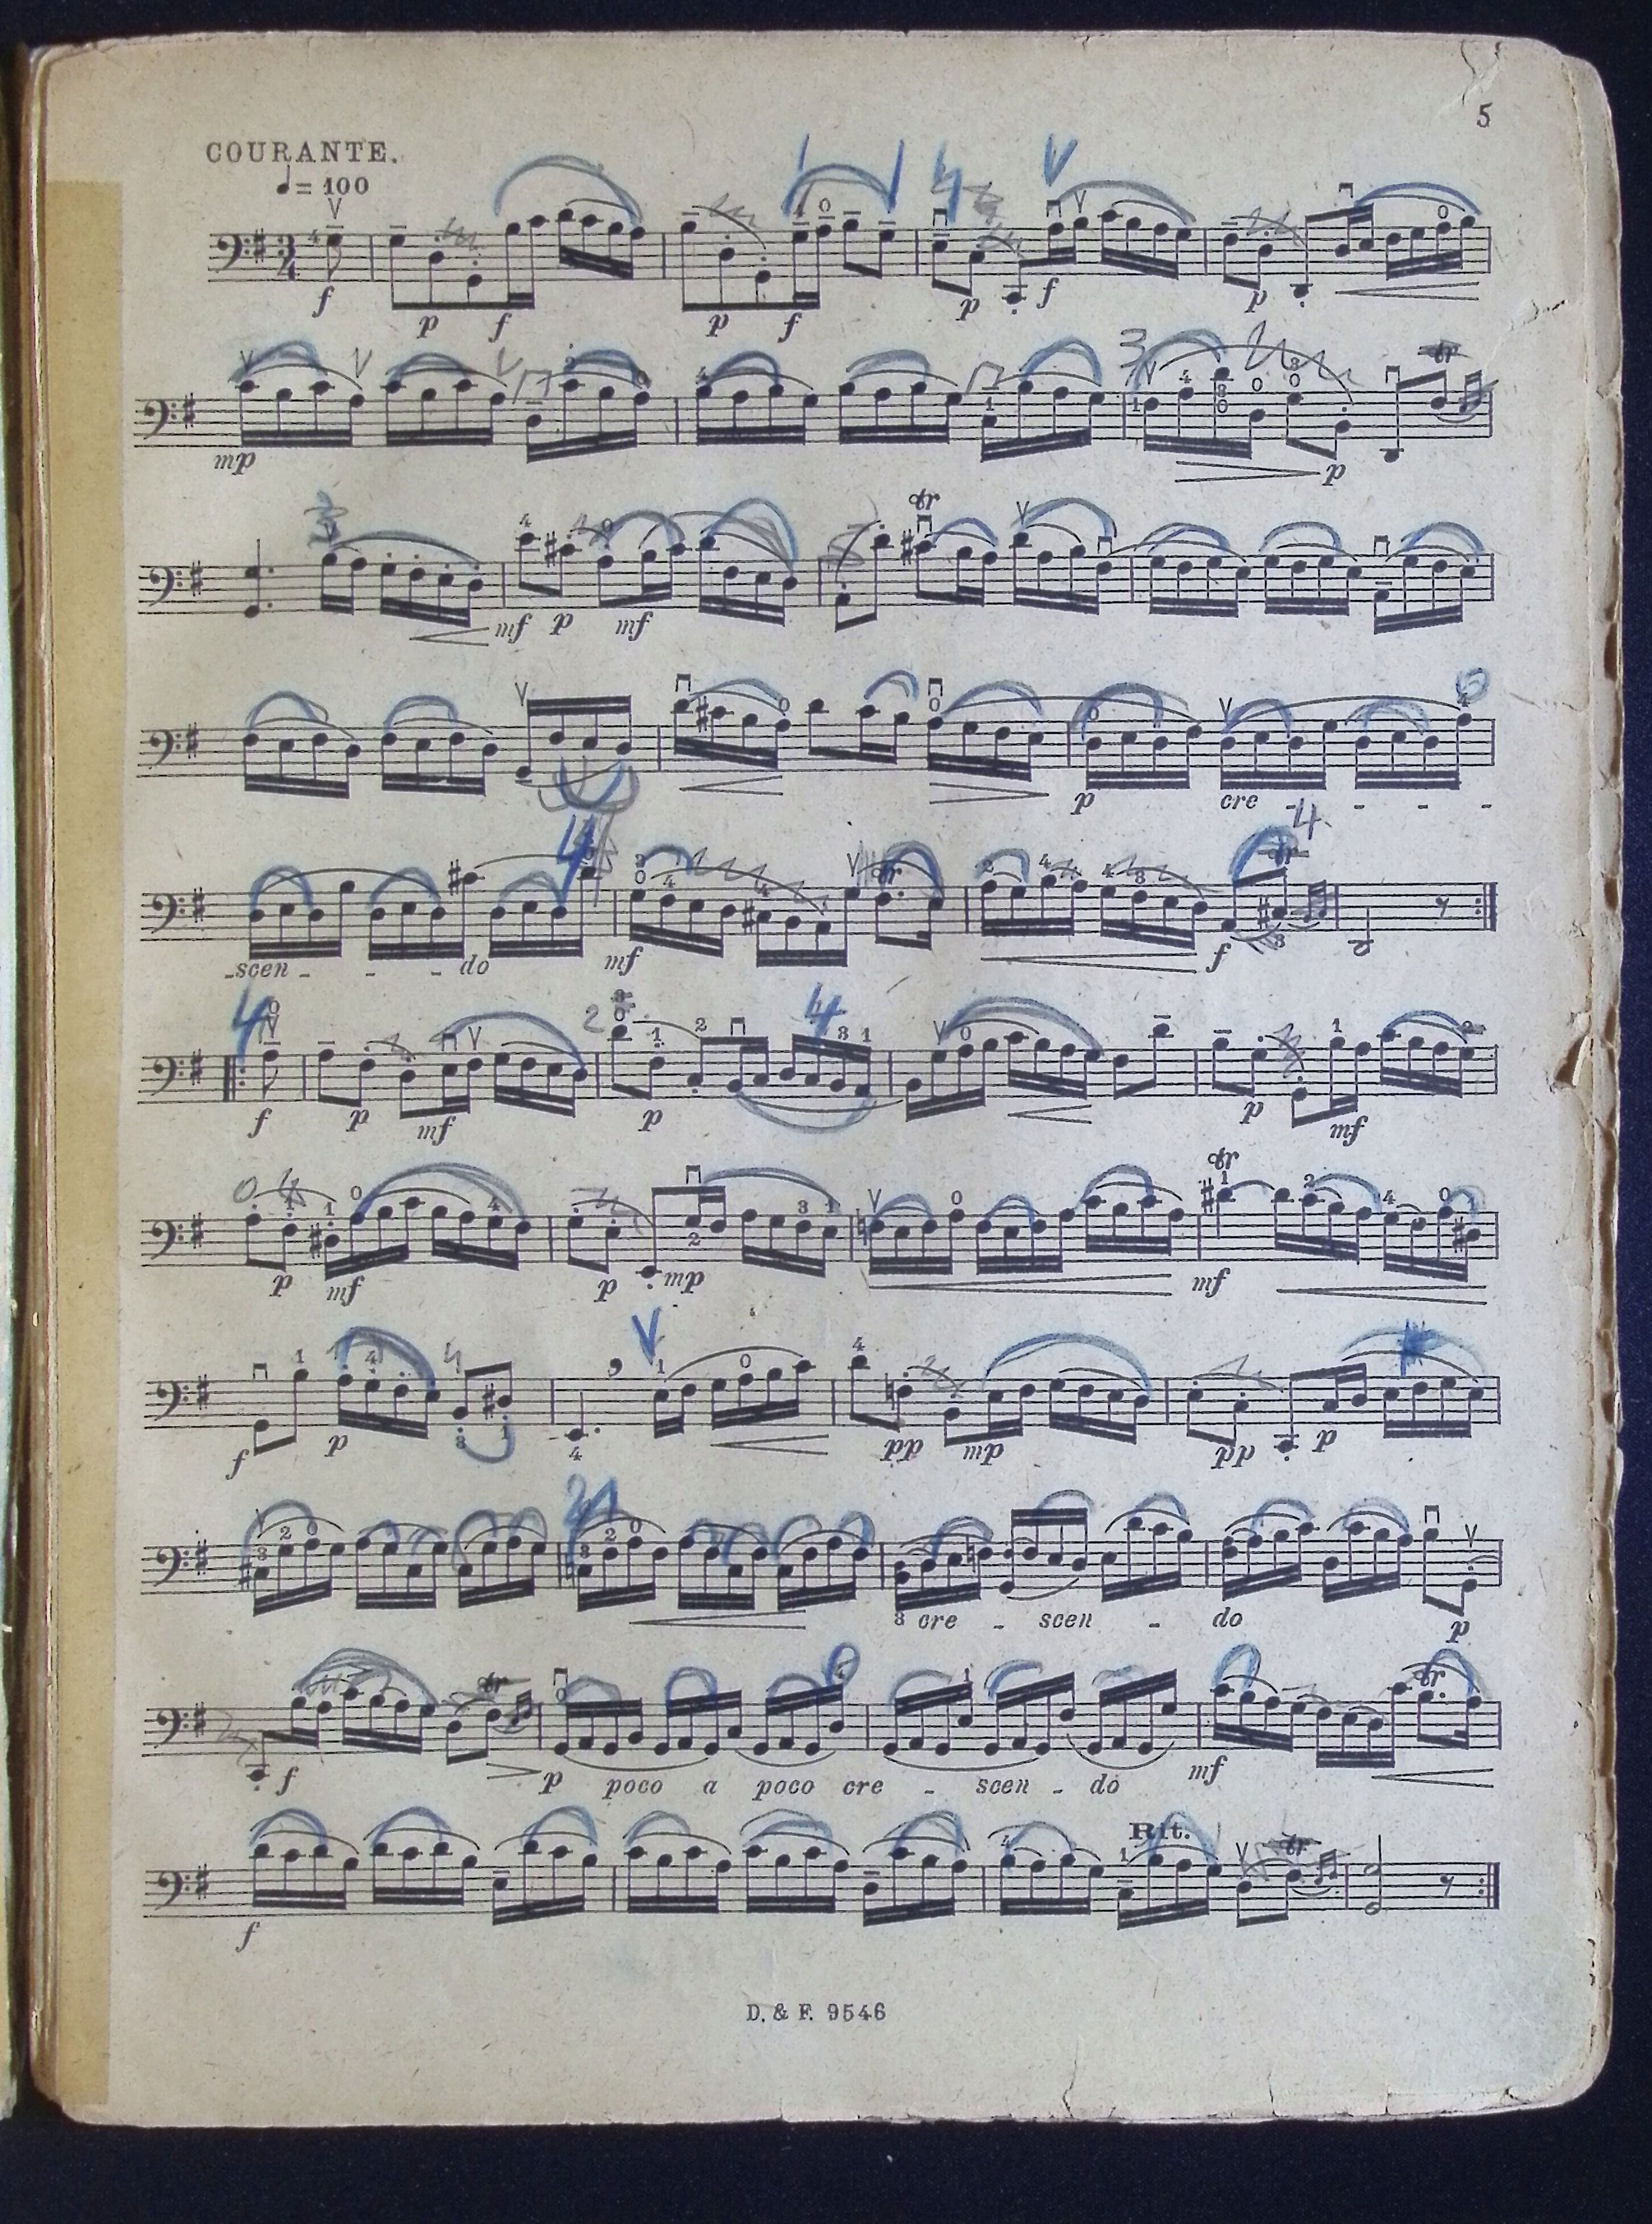 5
COURANTE.
♩= 100
f p f p f p f p
mp p
mf p mf
p cre - - - -
-scen - - - do mf f
f p mf p p mf
p mf p mp mf
f p pp mp pp p
cre - scen - do p
f p poco a poco cre - scen - do mf
Rit.
f
D. & F. 9546